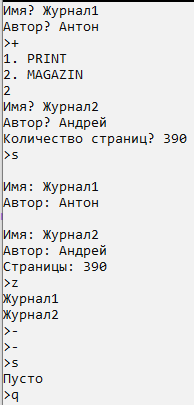 Имя? Журнал1
Автор? Антон
>+
1. PRINT
2. MAGAZIN
2
Имя? Журнал2
Автор? Андрей
Количество страниц? 390
>s
Имя: Журнал1
Автор: Антон
Имя: Журнал2
Автор: Андрей
Страницы: 390
>z
Журнал1
Журнал2
>-
>-
>s
Пусто
>q